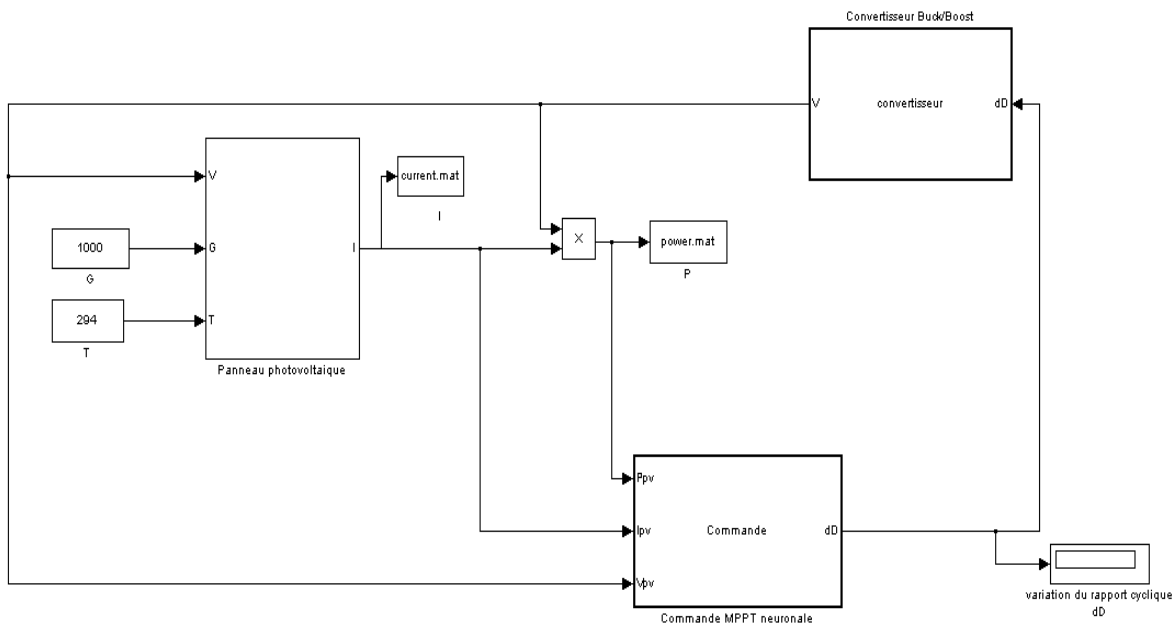 Convertisseur Buck/Boost
V
convertisseur
dD
V
G
T
I
Panneau photovoltaique
1000
G
294
T
current.mat
I
X
power.mat
P
Ppv
Ipv
Vpv
Commande
dD
Commande MPPT neuronale
variation du rapport cyclique
dD